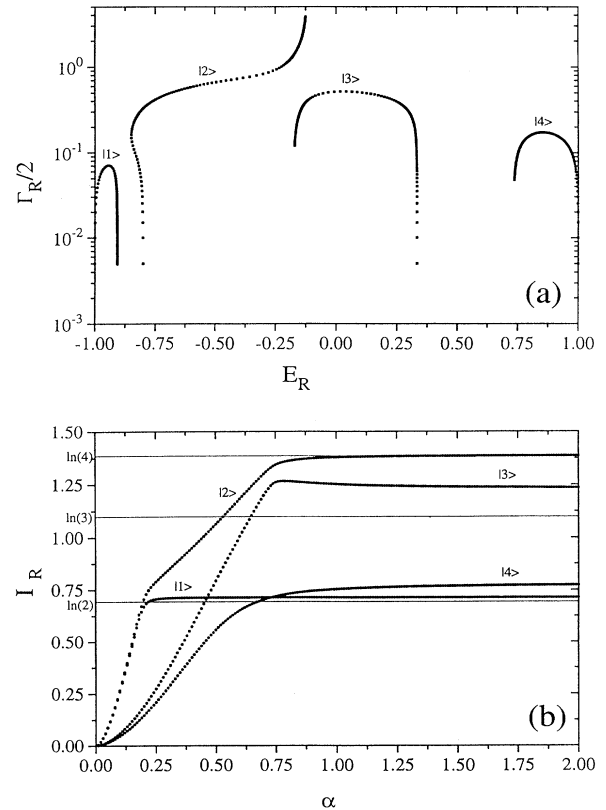 10⁰
10⁻¹
10⁻²
10⁻³
Γ_R/2
|1>
|2>
|3>
|4>
(a)
-1.00 -0.75 -0.50 -0.25 0.00 0.25 0.50 0.75 1.00
E_R
1.50
ln(4)
1.25
ln(3)
1.00
0.75
ln(2)
0.50
0.25
0.00
I_R
|2>
|3>
|1>
|4>
(b)
0.00 0.25 0.50 0.75 1.00 1.25 1.50 1.75 2.00
α